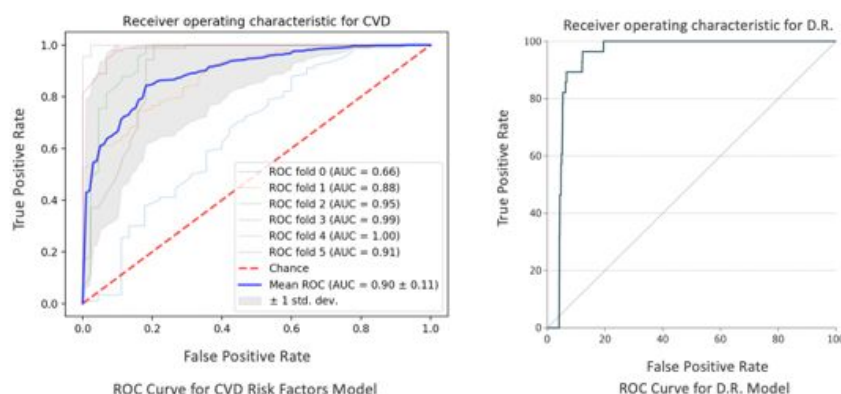 Receiver operating characteristic for CVD
True Positive Rate
1.0
0.8
0.6
0.4
0.2
0.0
ROC fold 0 (AUC = 0.66)
ROC fold 1 (AUC = 0.88)
ROC fold 2 (AUC = 0.95)
ROC fold 3 (AUC = 0.99)
ROC fold 4 (AUC = 1.00)
ROC fold 5 (AUC = 0.91)
Chance
Mean ROC (AUC = 0.90 ± 0.11)
± 1 std. dev.
0.0 0.2 0.4 0.6 0.8 1.0
False Positive Rate
ROC Curve for CVD Risk Factors Model
Receiver operating characteristic for D.R.
True Positive Rate
100
80
60
40
20
0
0 20 40 60 80 100
False Positive Rate
ROC Curve for D.R. Model